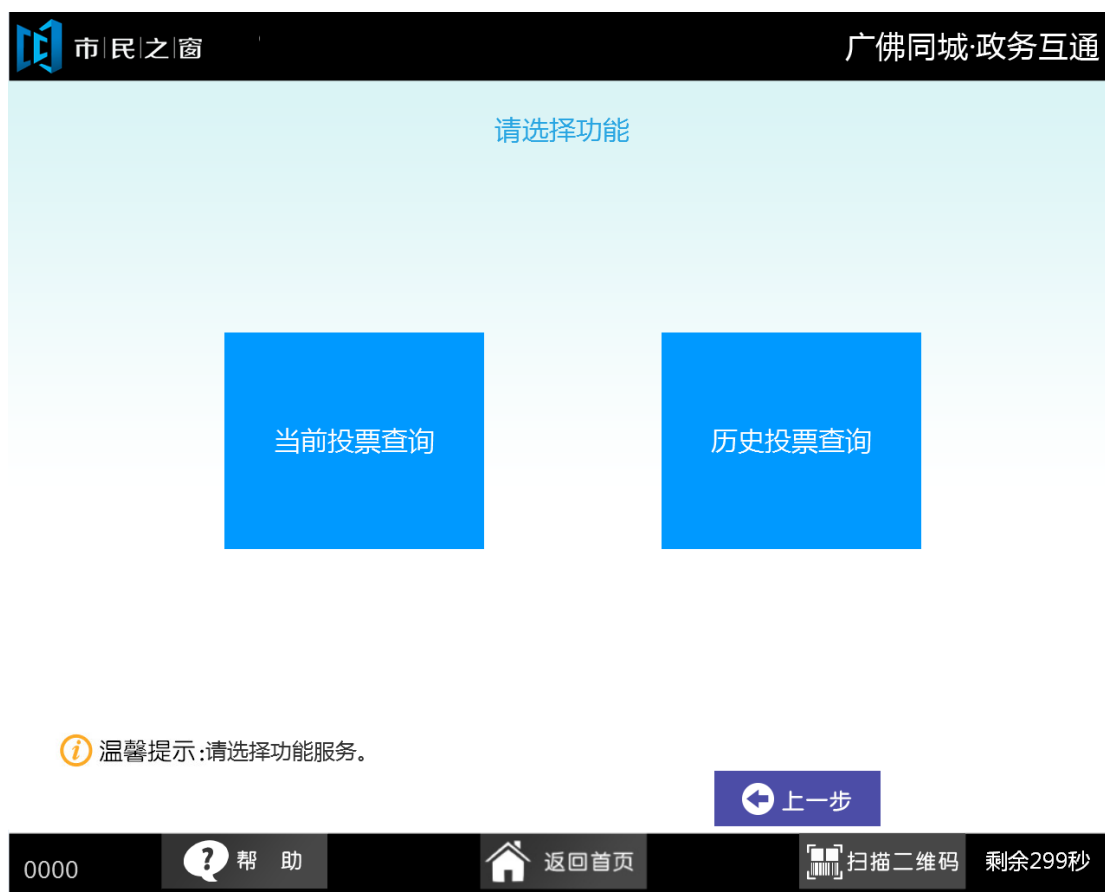 市民之窗
广佛同城·政务互通
请选择功能
当前投票查询
历史投票查询
温馨提示:请选择功能服务。
上一步
0000
帮 助
返回首页
扫描二维码
剩余299秒